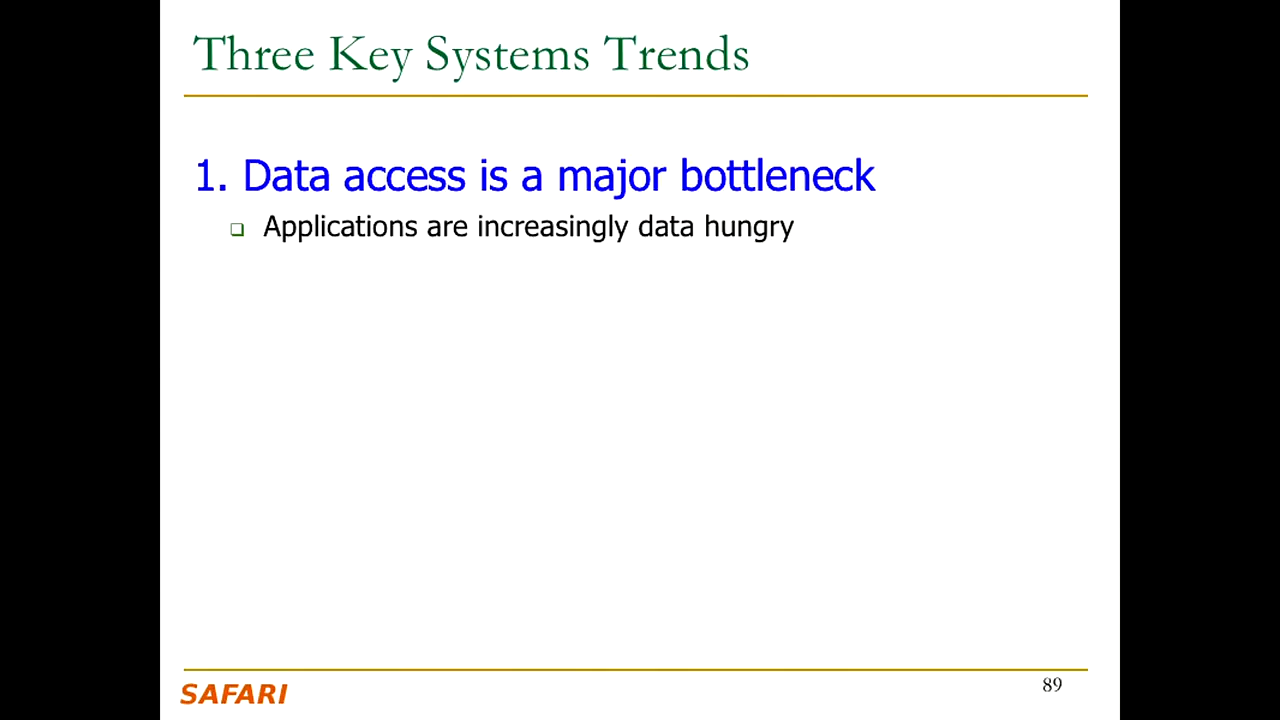 Three Key Systems Trends
1. Data access is a major bottleneck
Applications are increasingly data hungry
SAFARI
89